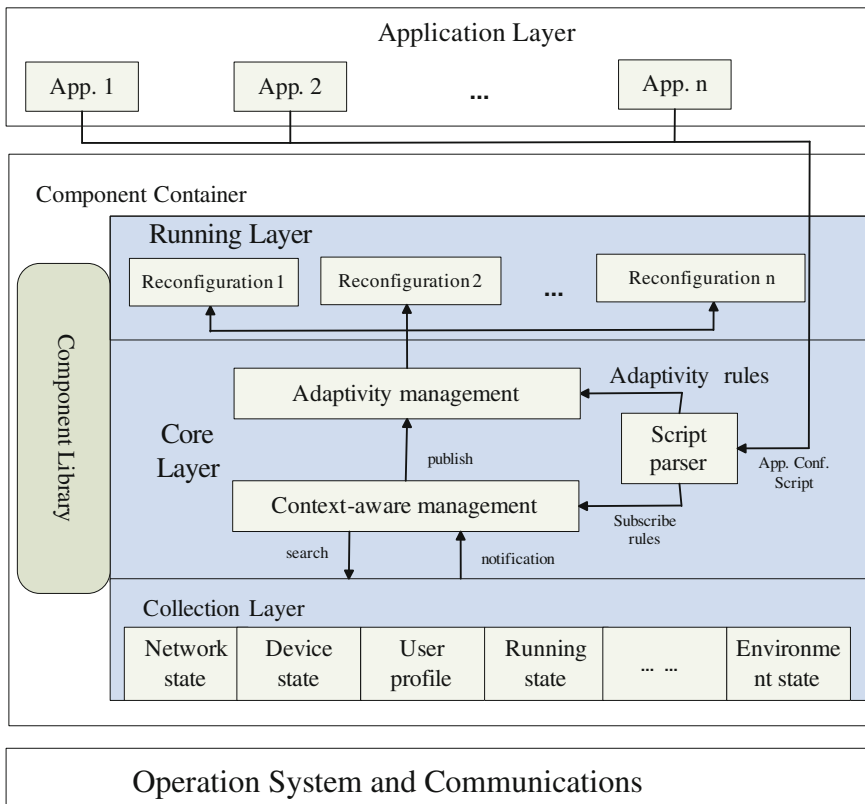 Application Layer
App. 1
App. 2
...
App. n
Component Container
Running Layer
Reconfiguration 1
Reconfiguration 2
...
Reconfiguration n
Component Library
Adaptivity management
Adaptivity rules
Core
Layer
Script
parser
publish
App. Conf.
Script
Context-aware management
Subscribe
rules
search
notification
Collection Layer
Network
state
Device
state
User
profile
Running
state
... ...
Environme
nt state
Operation System and Communications